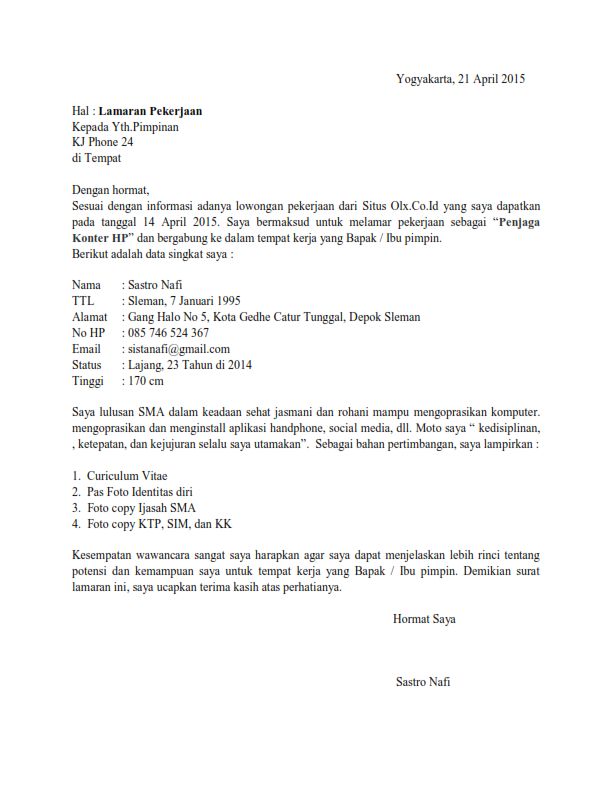 Yogyakarta, 21 April 2015
Hal : Lamaran Pekerjaan
Kepada Yth.Pimpinan
KJ Phone 24
di Tempat
Dengan hormat,
Sesuai dengan informasi adanya lowongan pekerjaan dari Situs Olx.Co.Id yang saya dapatkan
pada tanggal 14 April 2015. Saya bermaksud untuk melamar pekerjaan sebagai “Penjaga
Konter HP” dan bergabung ke dalam tempat kerja yang Bapak / Ibu pimpin.
Berikut adalah data singkat saya :
Nama : Sastro Nafi
TTL : Sleman, 7 Januari 1995
Alamat : Gang Halo No 5, Kota Gedhe Catur Tunggal, Depok Sleman
No HP : 085 746 524 367
Email : sistanafi@gmail.com
Status : Lajang, 23 Tahun di 2014
Tinggi : 170 cm
Saya lulusan SMA dalam keadaan sehat jasmani dan rohani mampu mengoprasikan komputer.
mengoprasikan dan menginstall aplikasi handphone, social media, dll. Moto saya “ kedisiplinan,
, ketepatan, dan kejujuran selalu saya utamakan”. Sebagai bahan pertimbangan, saya lampirkan :
1. Curiculum Vitae
2. Pas Foto Identitas diri
3. Foto copy Ijasah SMA
4. Foto copy KTP, SIM, dan KK
Kesempatan wawancara sangat saya harapkan agar saya dapat menjelaskan lebih rinci tentang
potensi dan kemampuan saya untuk tempat kerja yang Bapak / Ibu pimpin. Demikian surat
lamaran ini, saya ucapkan terima kasih atas perhatianya.
Hormat Saya
Sastro Nafi